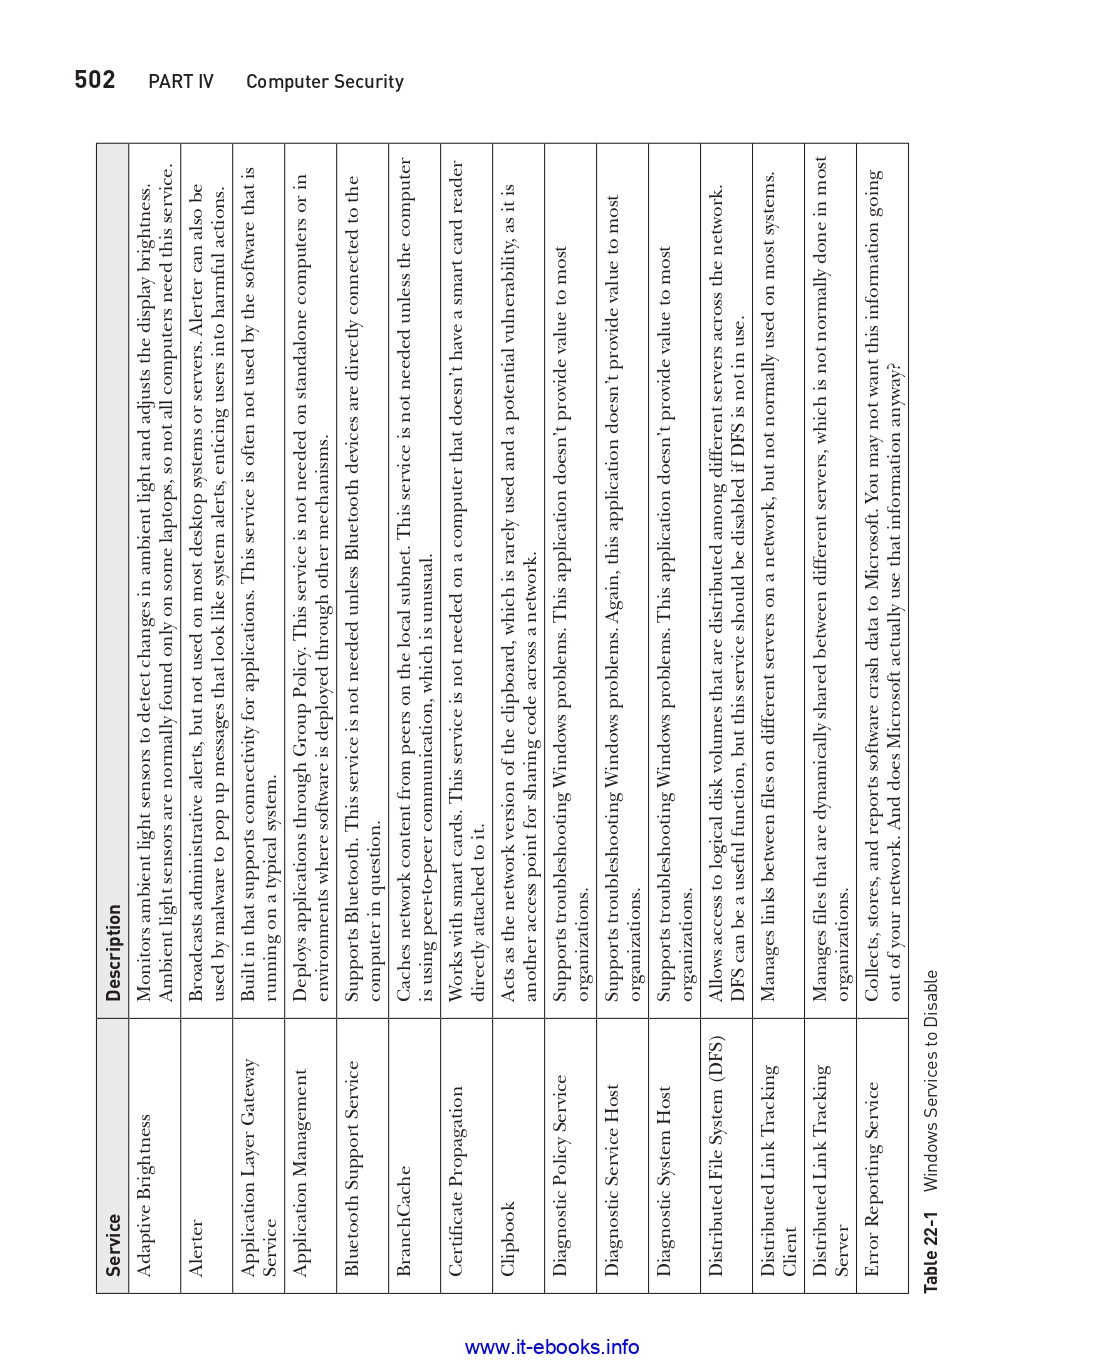 502 PART IV Computer Security
Service Description
Adaptive Brightness Monitors ambient light sensors to detect changes in ambient light and adjusts the display brightness.
Ambient light sensors are normally found only on some laptops, so not all computers need this service.
Alerter Broadcasts administrative alerts, but not used on most desktop systems or servers. Alerter can also be
used by malware to pop up messages that look like system alerts, enticing users into harmful actions.
Application Layer Gateway Built in that supports connectivity for applications. This service is often not used by the software that is
Service running on a typical system.
Application Management Deploys applications through Group Policy. This service is not needed on standalone computers or in
environments where software is deployed through other mechanisms.
Bluetooth Support Service Supports Bluetooth. This service is not needed unless Bluetooth devices are directly connected to the
computer in question.
BranchCache Caches network content from peers on the local subnet. This service is not needed unless the computer
is using peer-to-peer communication, which is unusual.
Certificate Propagation Works with smart cards. This service is not needed on a computer that doesn't have a smart card reader
directly attached to it.
Clipbook Acts as the network version of the clipboard, which is rarely used and a potential vulnerability, as it is
another access point for sharing code across a network.
Diagnostic Policy Service Supports troubleshooting Windows problems. This application doesn't provide value to most
organizations.
Diagnostic Service Host Supports troubleshooting Windows problems. Again, this application doesn't provide value to most
organizations.
Diagnostic System Host Supports troubleshooting Windows problems. This application doesn't provide value to most
organizations.
Distributed File System (DFS) Allows access to logical disk volumes that are distributed among different servers across the network.
DFS can be a useful function, but this service should be disabled if DFS is not in use.
Distributed Link Tracking Manages links between files on different servers on a network, but not normally used on most systems.
Client
Distributed Link Tracking Manages files that are dynamically shared between different servers, which is not normally done in most
Server organizations.
Error Reporting Service Collects, stores, and reports software crash data to Microsoft. You may not want this information going
out of your network. And does Microsoft actually use that information anyway?
Table 22-1 Windows Services to Disable
www.it-ebooks.info